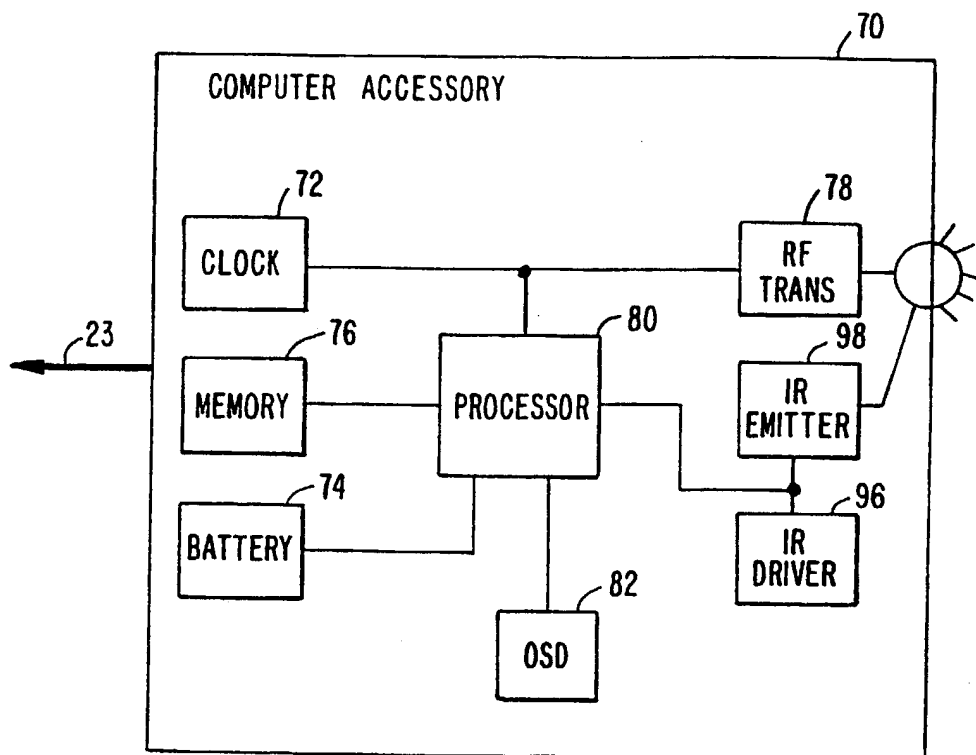 70
COMPUTER ACCESSORY
72
CLOCK
78
RF
TRANS
23
76
MEMORY
80
PROCESSOR
98
IR
EMITTER
74
BATTERY
96
IR
DRIVER
82
OSD